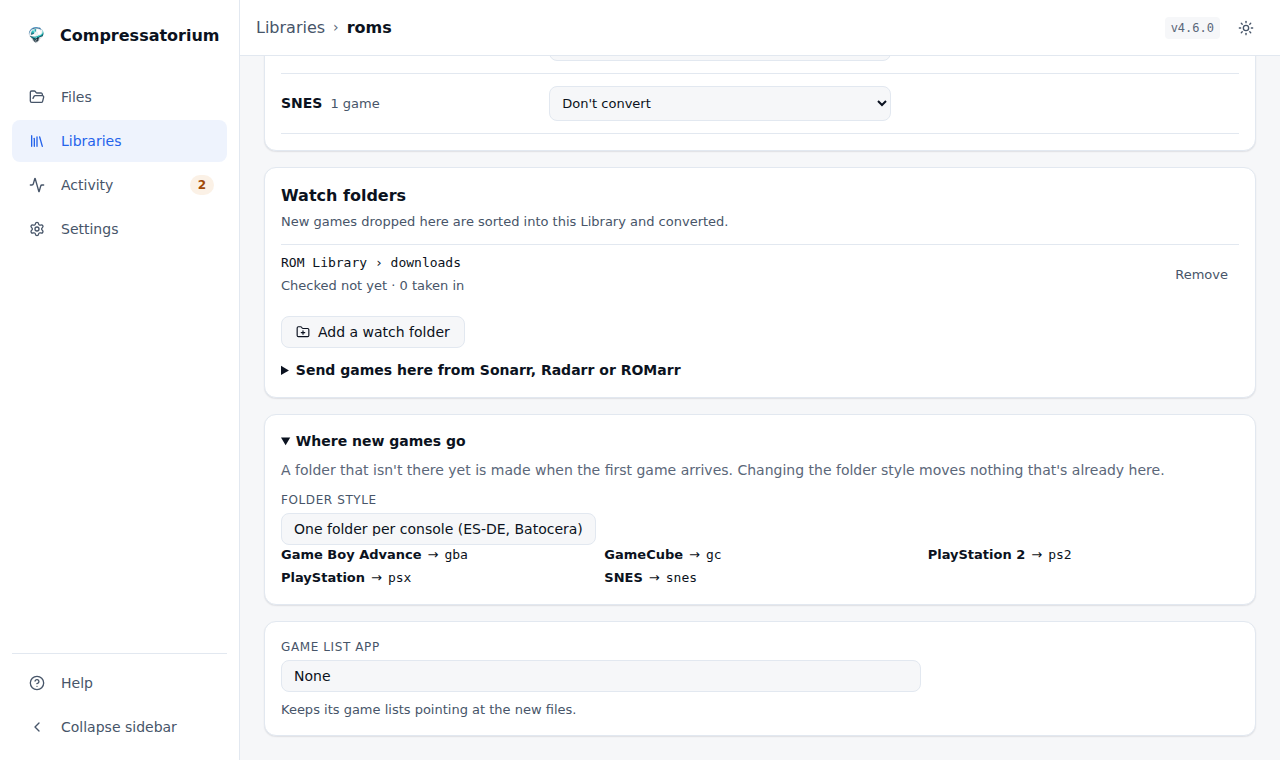 Compressatorium
Libraries › roms
v4.6.0
Files
Libraries
Activity 2
Settings
Help
Collapse sidebar
SNES 1 game
Don't convert
Watch folders
New games dropped here are sorted into this Library and converted.
ROM Library › downloads
Checked not yet · 0 taken in
Remove
Add a watch folder
Send games here from Sonarr, Radarr or ROMarr
Where new games go
A folder that isn't there yet is made when the first game arrives. Changing the folder style moves nothing that's already here.
FOLDER STYLE
One folder per console (ES-DE, Batocera)
Game Boy Advance → gba
GameCube → gc
PlayStation 2 → ps2
PlayStation → psx
SNES → snes
GAME LIST APP
None
Keeps its game lists pointing at the new files.